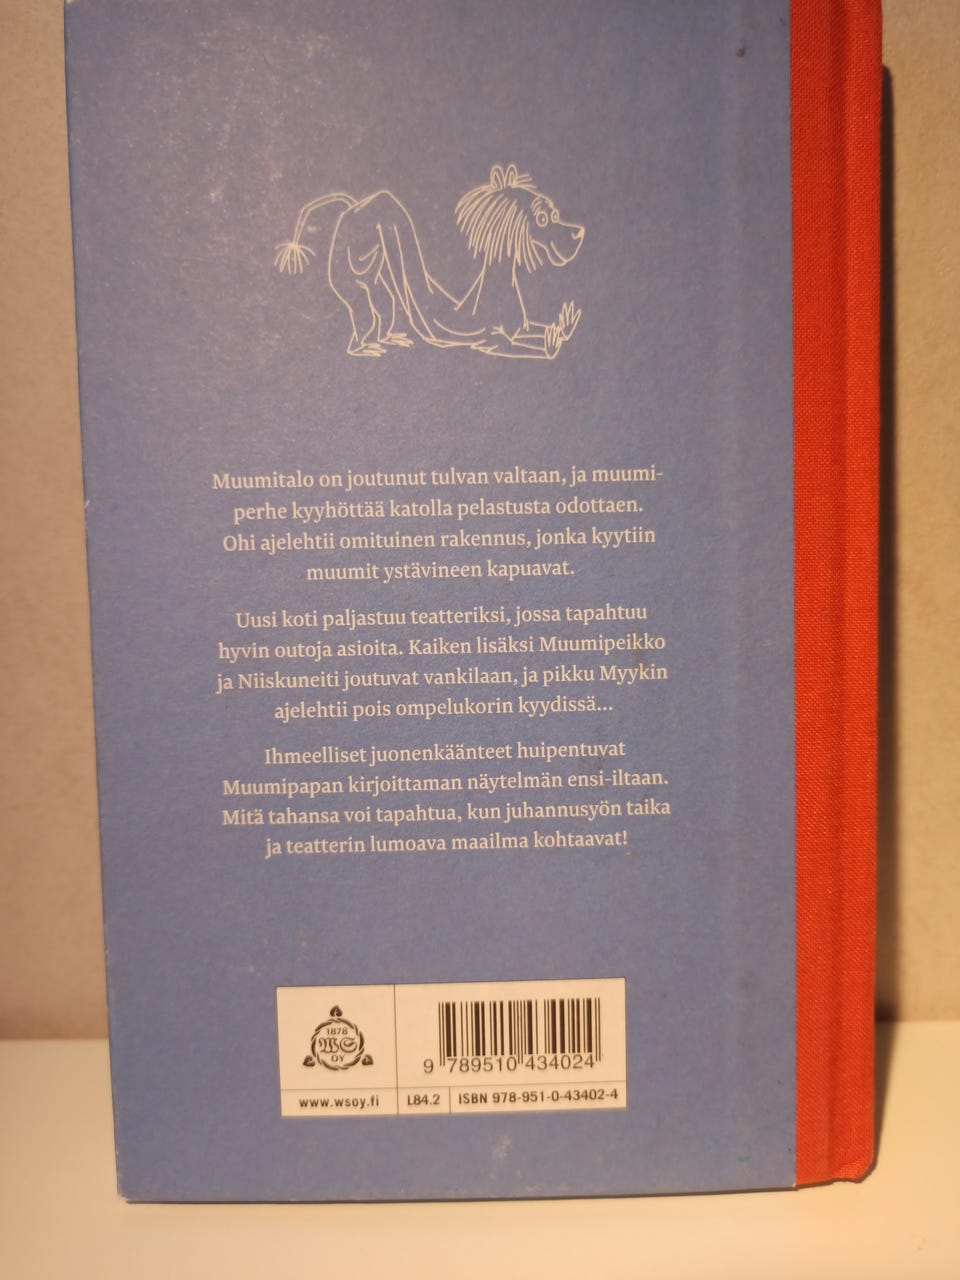 Muumitalo on joutunut tulvan valtaan, ja muumi-
perhe kyyhöttää katolla pelastusta odottaen.
Ohi ajelehtii omituinen rakennus, jonka kyytiin
muumit ystävineen kapuavat.
Uusi koti paljastuu teatteriksi, jossa tapahtuu
hyvin outoja asioita. Kaiken lisäksi Muumipeikko
ja Niiskuneiti joutuvat vankilaan, ja pikku Myykin
ajelehtii pois ompelukorin kyydissä...
Ihmeelliset juonenkäänteet huipentuvat
Muumipapan kirjoittaman näytelmän ensi-iltaan.
Mitä tahansa voi tapahtua, kun juhannusyön taika
ja teatterin lumoava maailma kohtaavat!
1878
WS
OY
9 789510 434024
www.wsoy.fi
L84.2
ISBN 978-951-0-43402-4